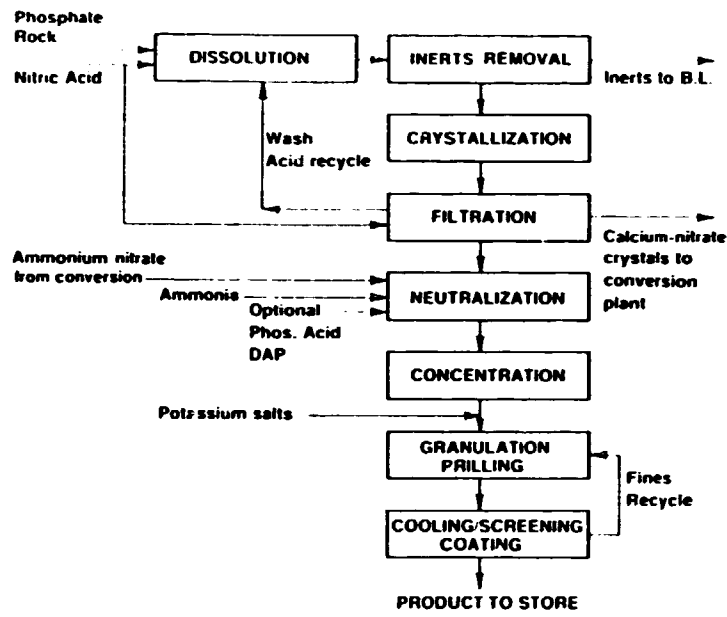 Phosphate
Rock
Nitric Acid
DISSOLUTION
INERTS REMOVAL
Inerts to B.L.
Wash
Acid recycle
CRYSTALLIZATION
FILTRATION
Calcium-nitrate
crystals to
conversion
plant
Ammonium nitrate
from conversion
Ammonia
Optional
Phos. Acid
DAP
NEUTRALIZATION
CONCENTRATION
Potassium salts
GRANULATION
PRILLING
Fines
Recycle
COOLING/SCREENING
COATING
PRODUCT TO STORE